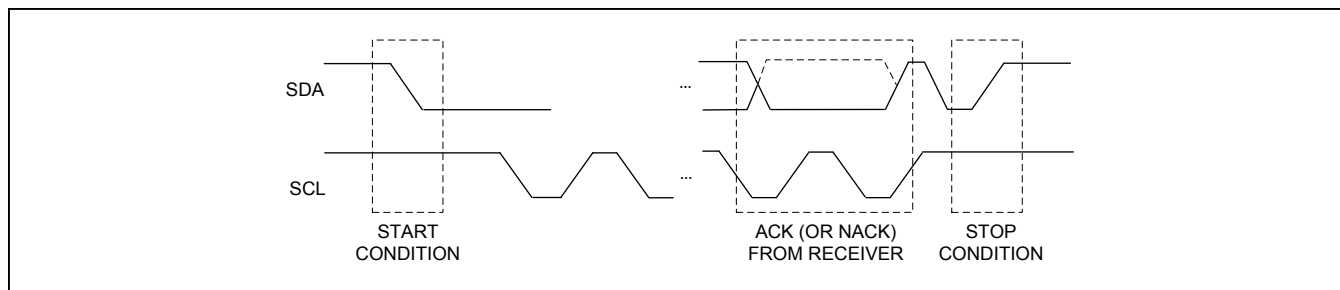 SDA
...
SCL
...
START
CONDITION
ACK (OR NACK)
FROM RECEIVER
STOP
CONDITION